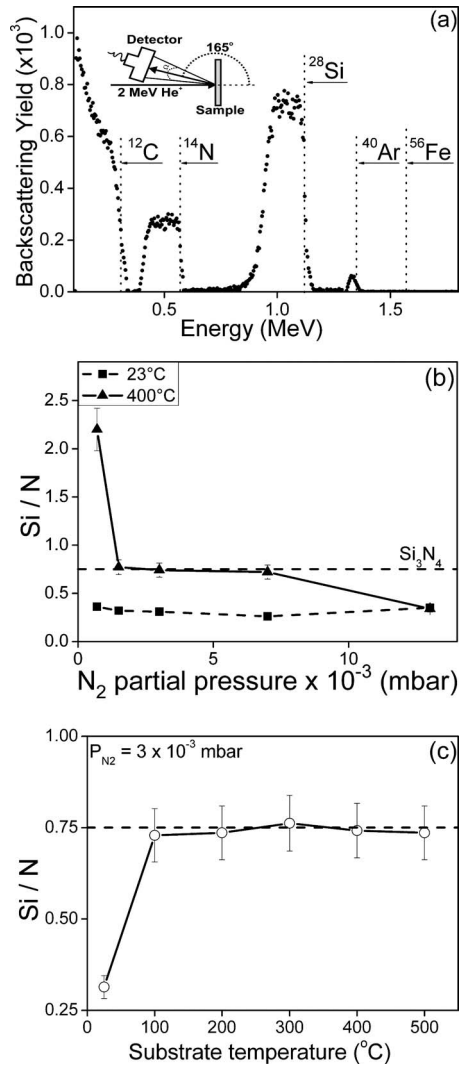 (a)
Detector
165°
θ
2 MeV He⁺
Sample
¹²C
¹⁴N
²⁸Si
⁴⁰Ar
⁵⁶Fe
Backscattering Yield (x10³)
1.0
0.8
0.6
0.4
0.2
0.0
0.5 1.0 1.5
Energy (MeV)
(b)
23°C
400°C
Si₃N₄
Si / N
2.5
2.0
1.5
1.0
0.5
0.0
0 5 10
N₂ partial pressure x 10⁻³ (mbar)
(c)
P_N2 = 3 x 10⁻³ mbar
Si / N
1.00
0.75
0.50
0.25
0 100 200 300 400 500
Substrate temperature (°C)